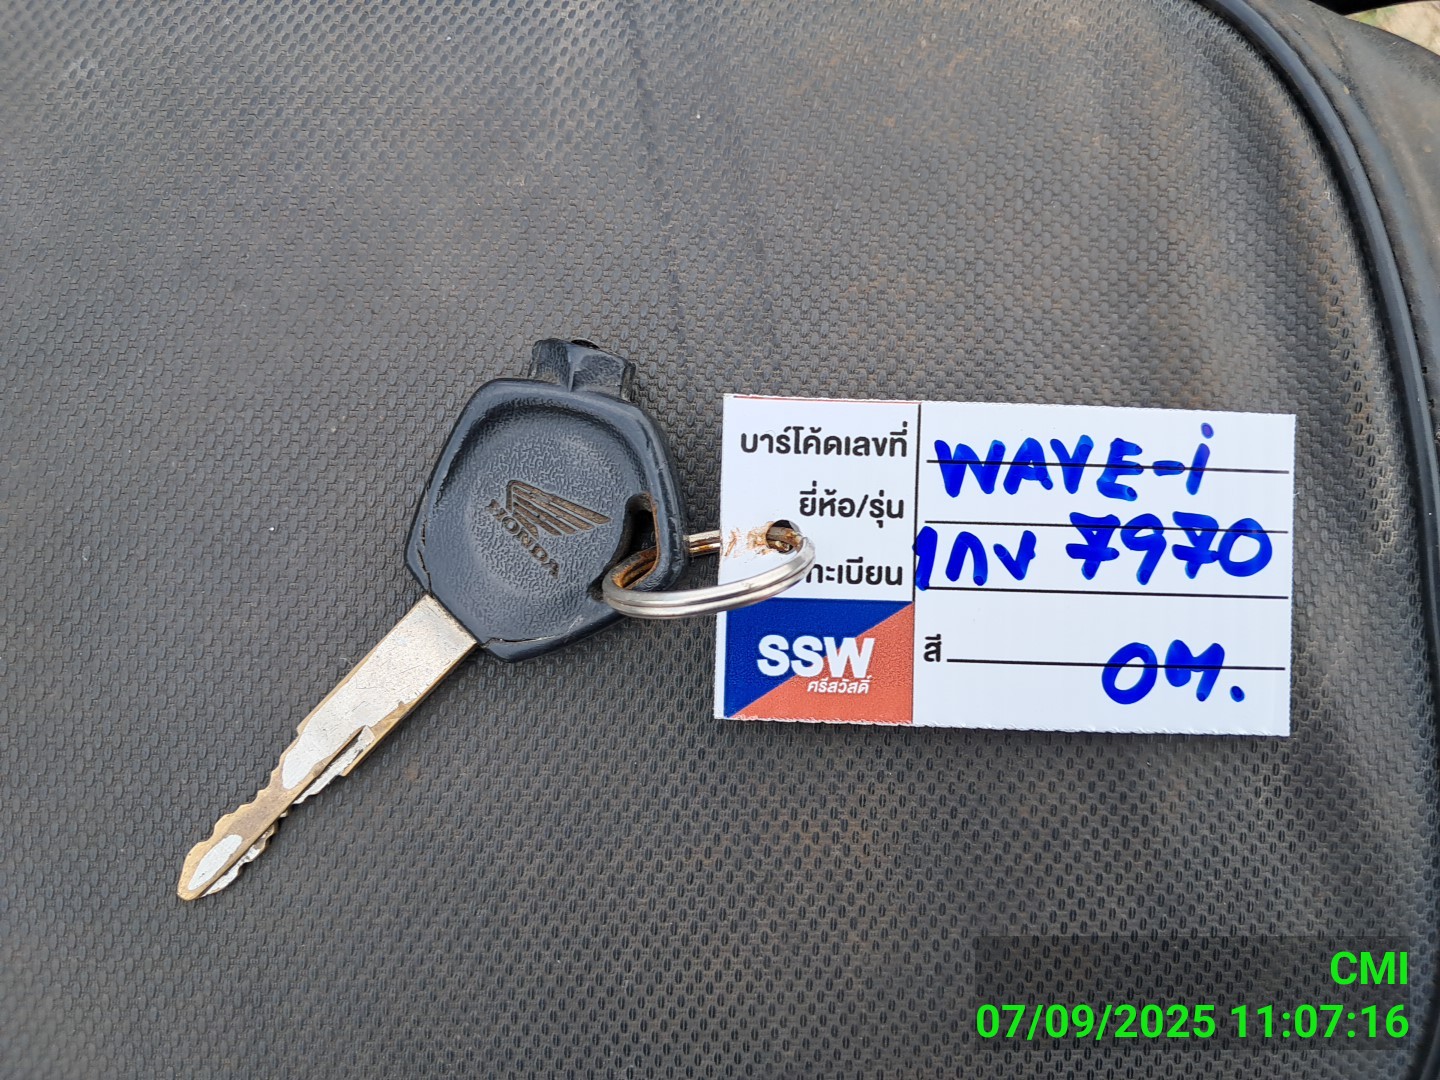 บาร์โค้ดเลขที่ WAVE-i
ยี่ห้อ/รุ่น
ทะเบียน 1กง 7970
สี OM.
SSW
ศรีสวัสดิ์
HONDA
CMI
07/09/2025 11:07:16